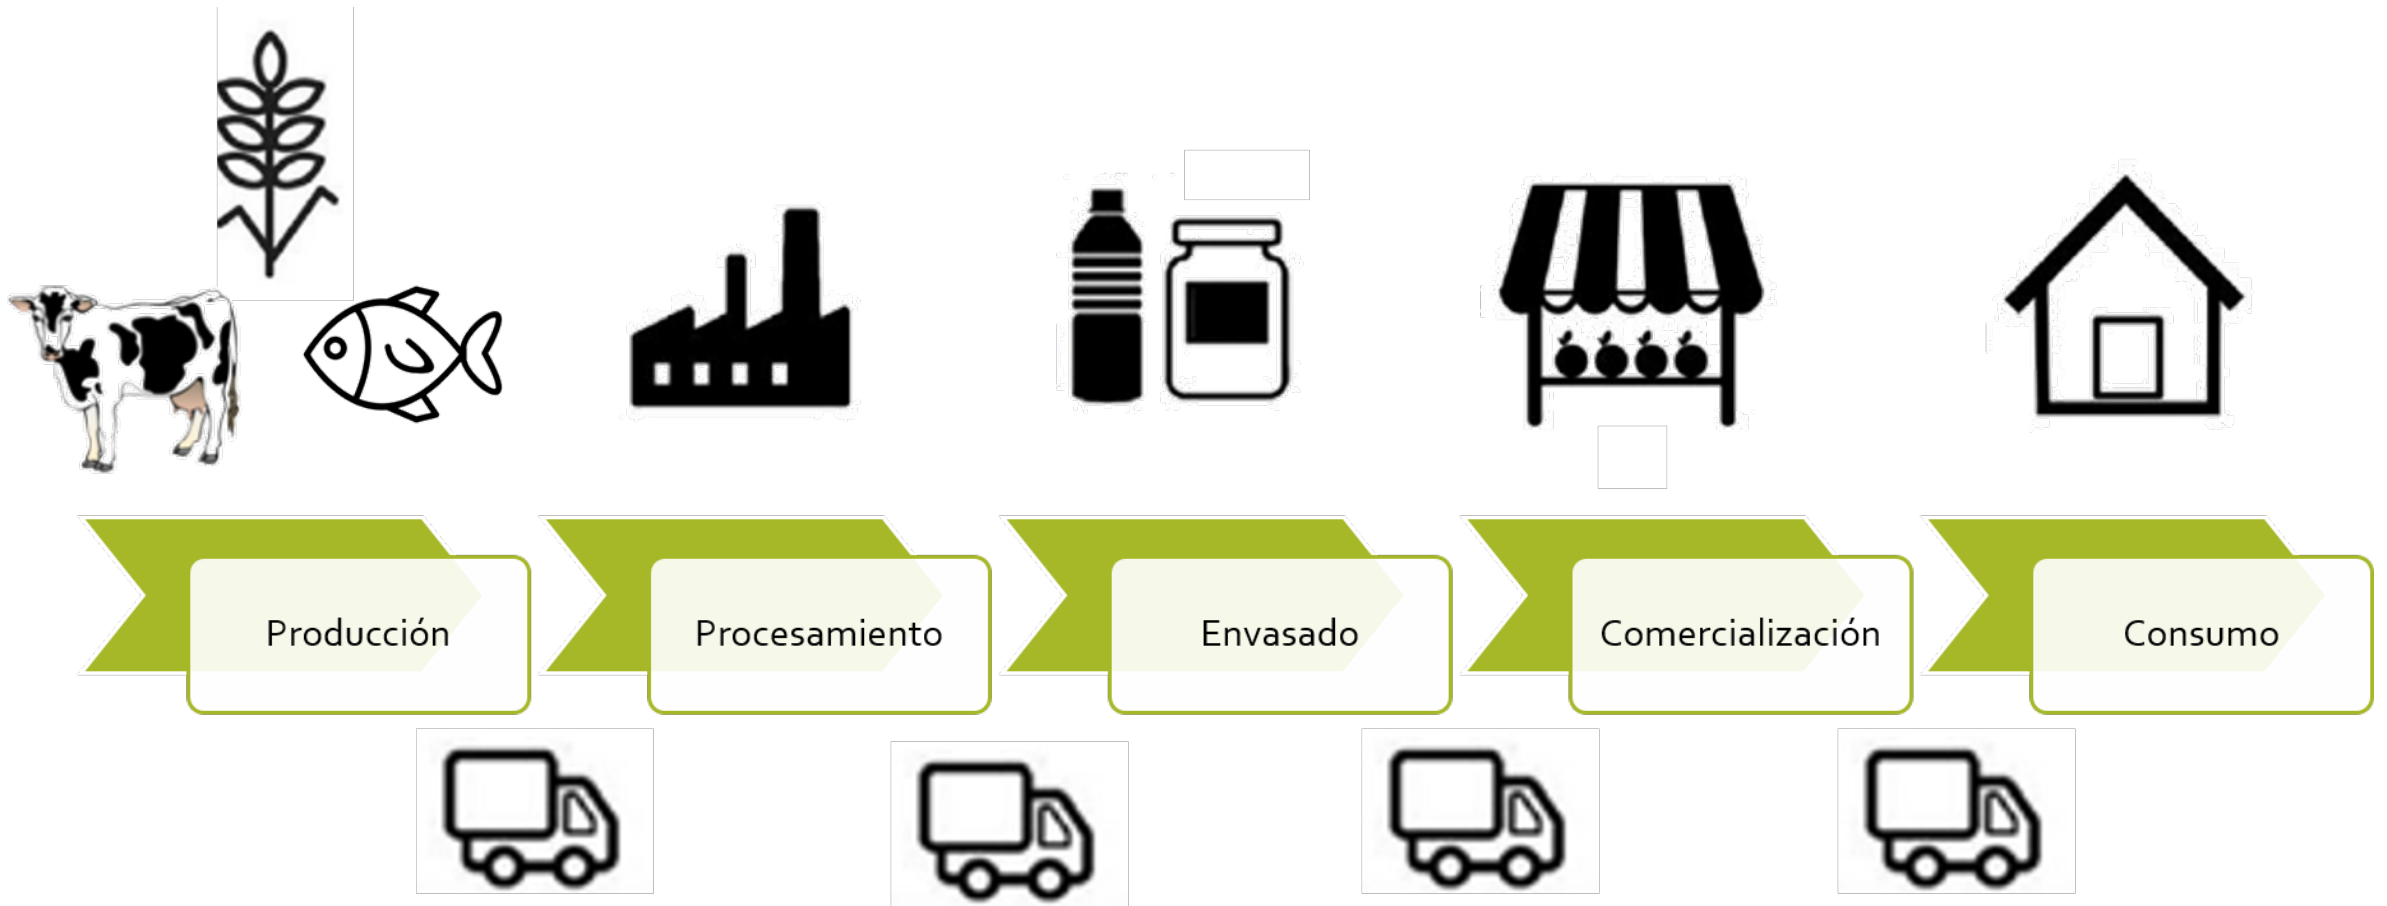 Producción
Procesamiento
Envasado
Comercialización
Consumo